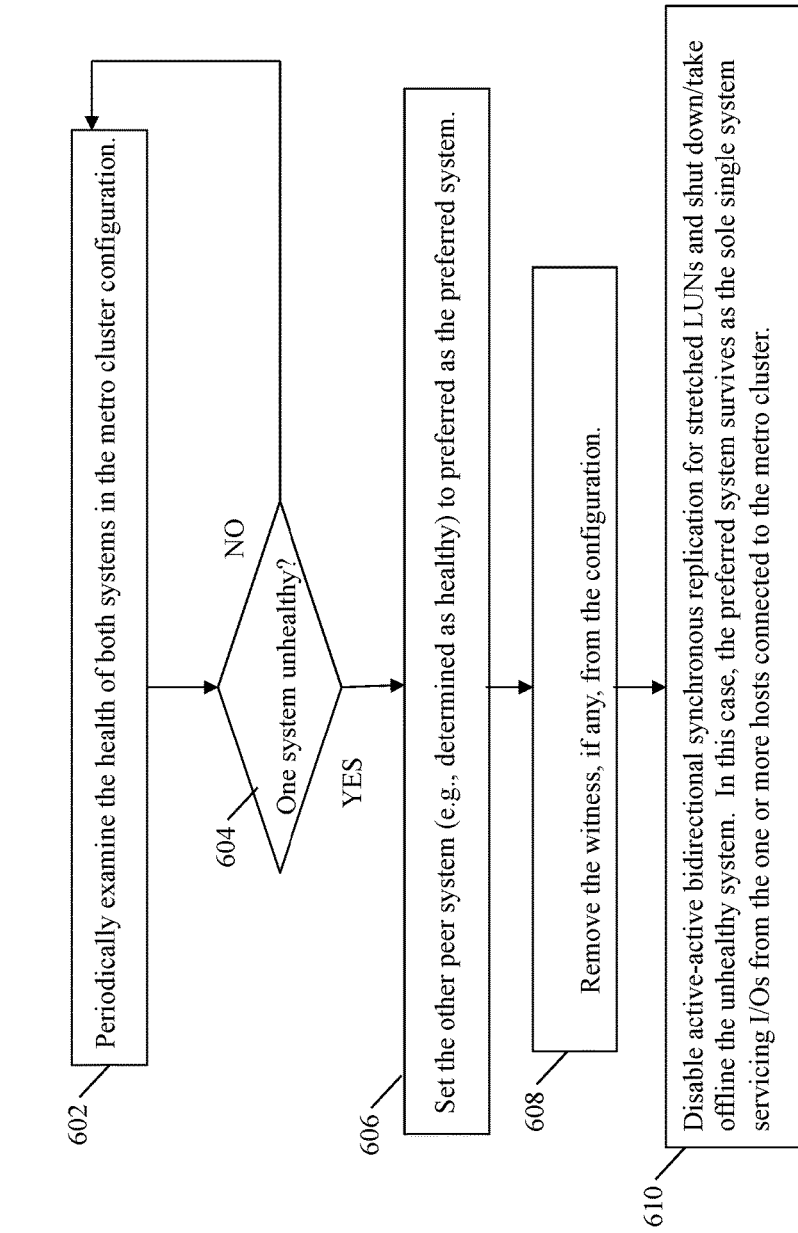 602
Periodically examine the health of both systems in the metro cluster configuration.
604
One system unhealthy?
NO
YES
606
Set the other peer system (e.g., determined as healthy) to preferred as the preferred system.
608
Remove the witness, if any, from the configuration.
610
Disable active-active bidirectional synchronous replication for stretched LUNs and shut down/take
offline the unhealthy system. In this case, the preferred system survives as the sole single system
servicing I/Os from the one or more hosts connected to the metro cluster.